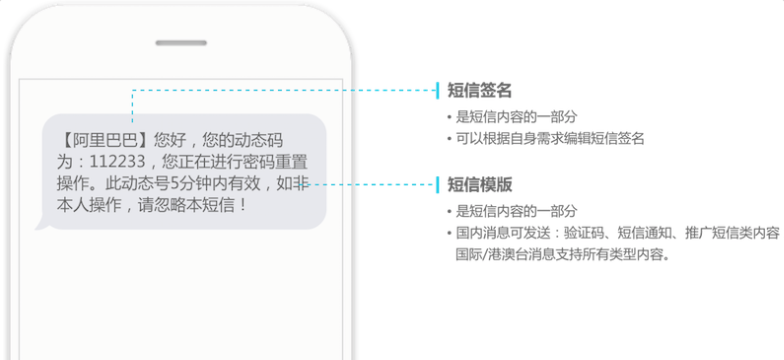 【阿里巴巴】您好，您的动态码
为：112233，您正在进行密码重置
操作。此动态号5分钟内有效，如非
本人操作，请忽略本短信！
短信签名
• 是短信内容的一部分
• 可以根据自身需求编辑短信签名
短信模版
• 是短信内容的一部分
• 国内消息可发送：验证码、短信通知、推广短信类内容
国际/港澳台消息支持所有类型内容。